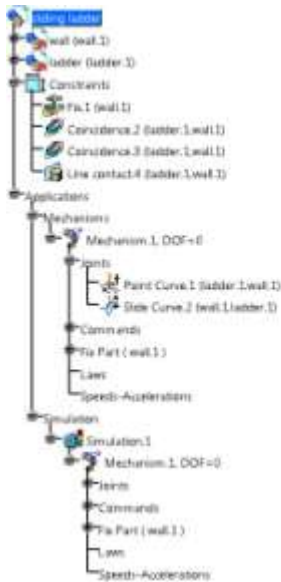 sliding ladder
wall (wall.1)
ladder (ladder.1)
Constraints
Fix.1 (wall.1)
Coincidence.2 (ladder.1,wall.1)
Coincidence.3 (ladder.1,wall.1)
Line contact.4 (ladder.1,wall.1)
Applications
Mechanisms
Mechanism.1, DOF=0
Joints
Point Curve.1 (ladder.1,wall.1)
Slide Curve.2 (wall.1,ladder.1)
Commands
Fix Part ( wall.1 )
Laws
Speeds-Accelerations
Simulation
Simulation.1
Mechanism.1, DOF=0
Joints
Commands
Fix Part ( wall.1 )
Laws
Speeds-Accelerations